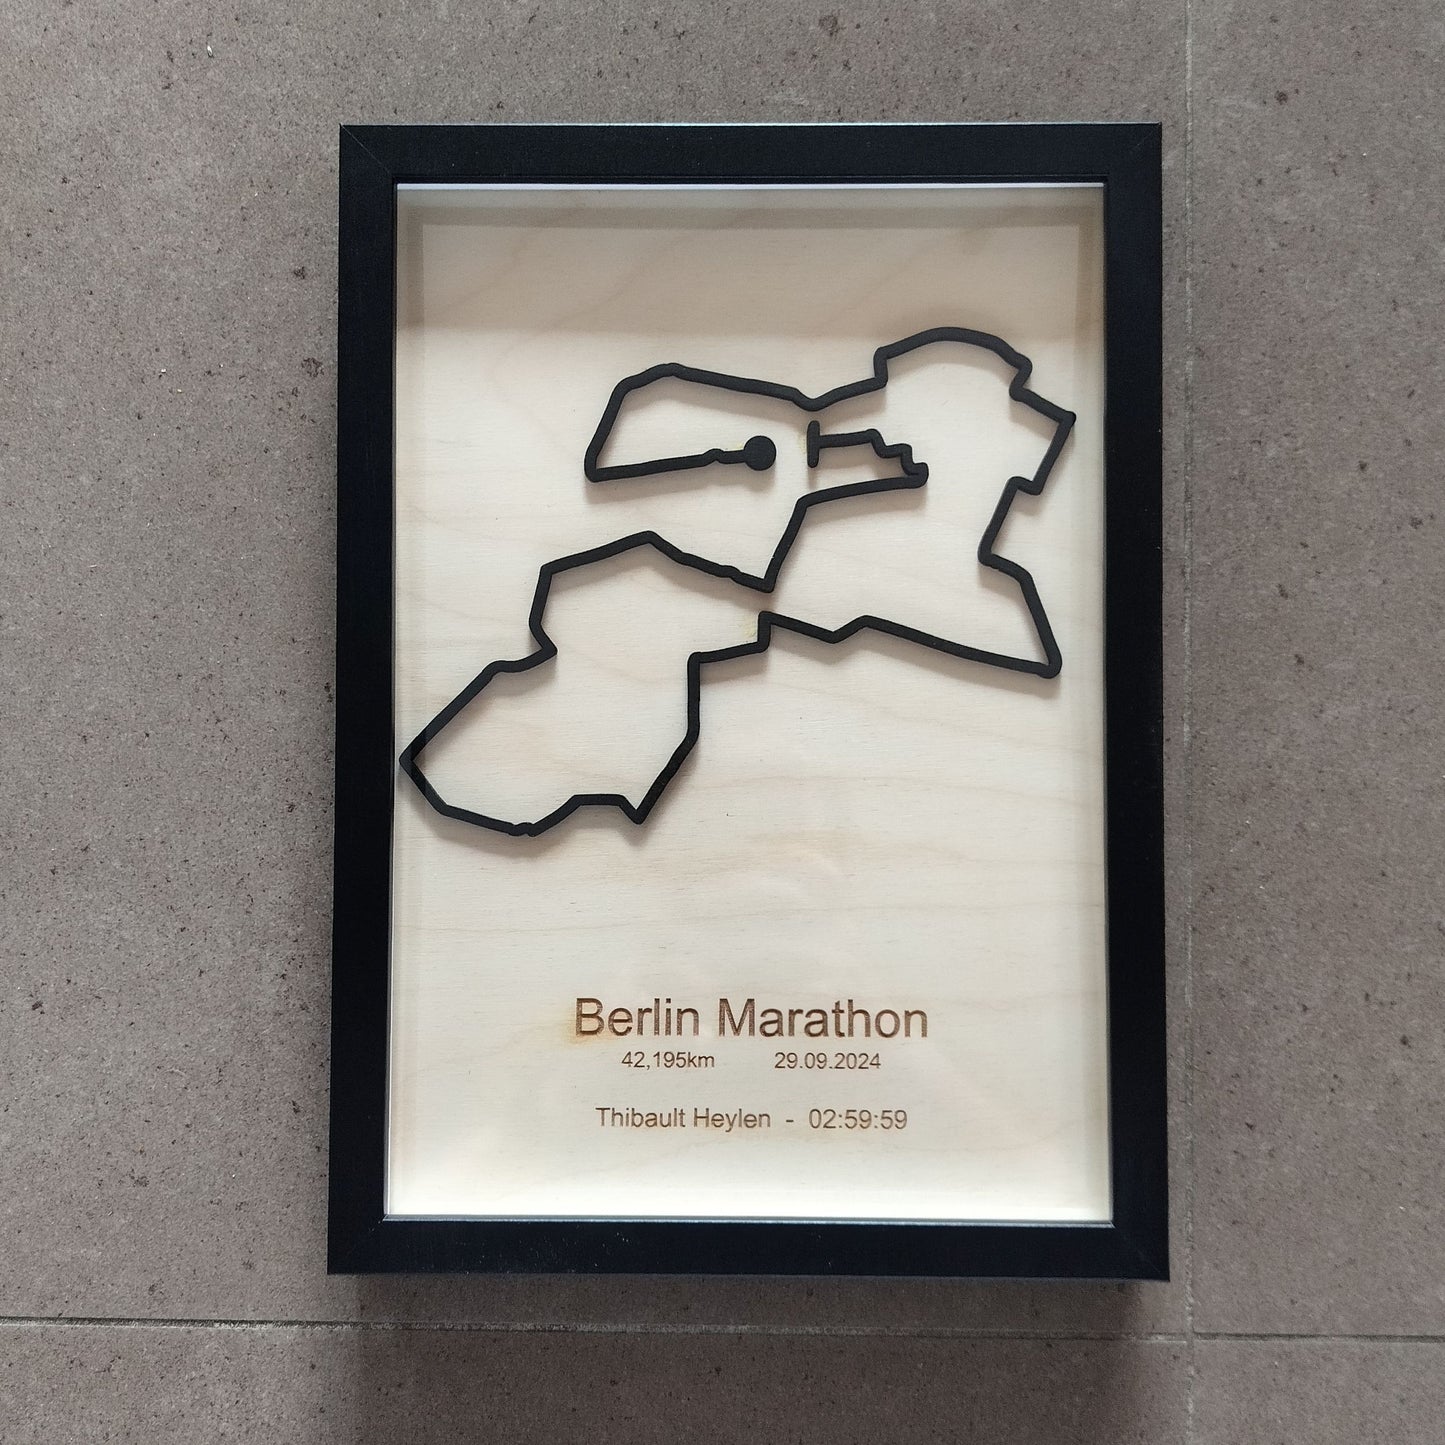 Berlin Marathon
42,195km 29.09.2024
Thibault Heylen - 02:59:59